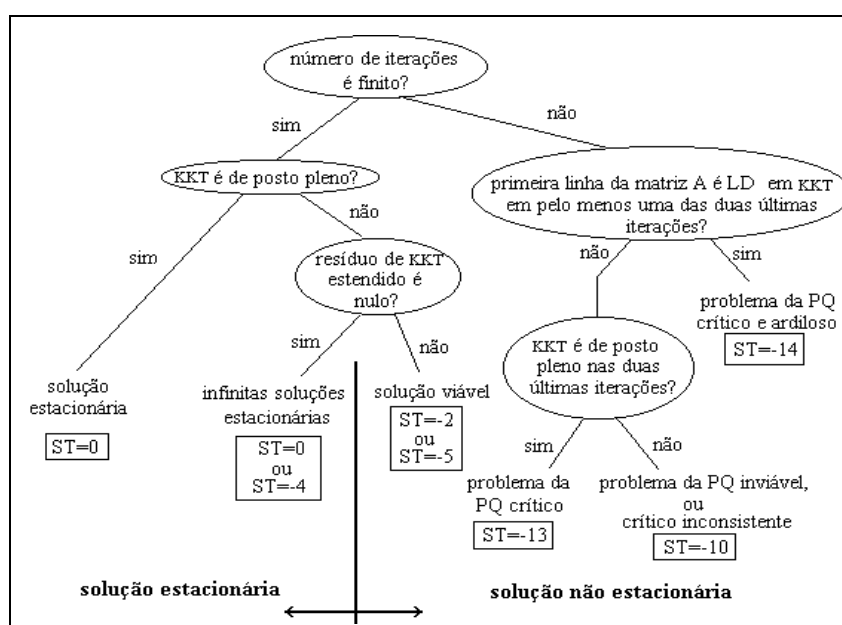 número de iterações
é finito?
sim
não
KKT é de posto pleno?
primeira linha da matriz A é LD em KKT
em pelo menos uma das duas últimas
iterações?
sim
não
resíduo de KKT
estendido é
nulo?
não
sim
problema da PQ
crítico e ardiloso
ST=-14
KKT é de posto
pleno nas duas
últimas iterações?
sim
não
solução
estacionária
ST=0
infinitas soluções
estacionárias
ST=0
ou
ST=-4
solução viável
ST=-2
ou
ST=-5
sim
não
problema da
PQ crítico
ST=-13
problema da PQ inviável,
ou
crítico inconsistente
ST=-10
solução estacionária
solução não estacionária